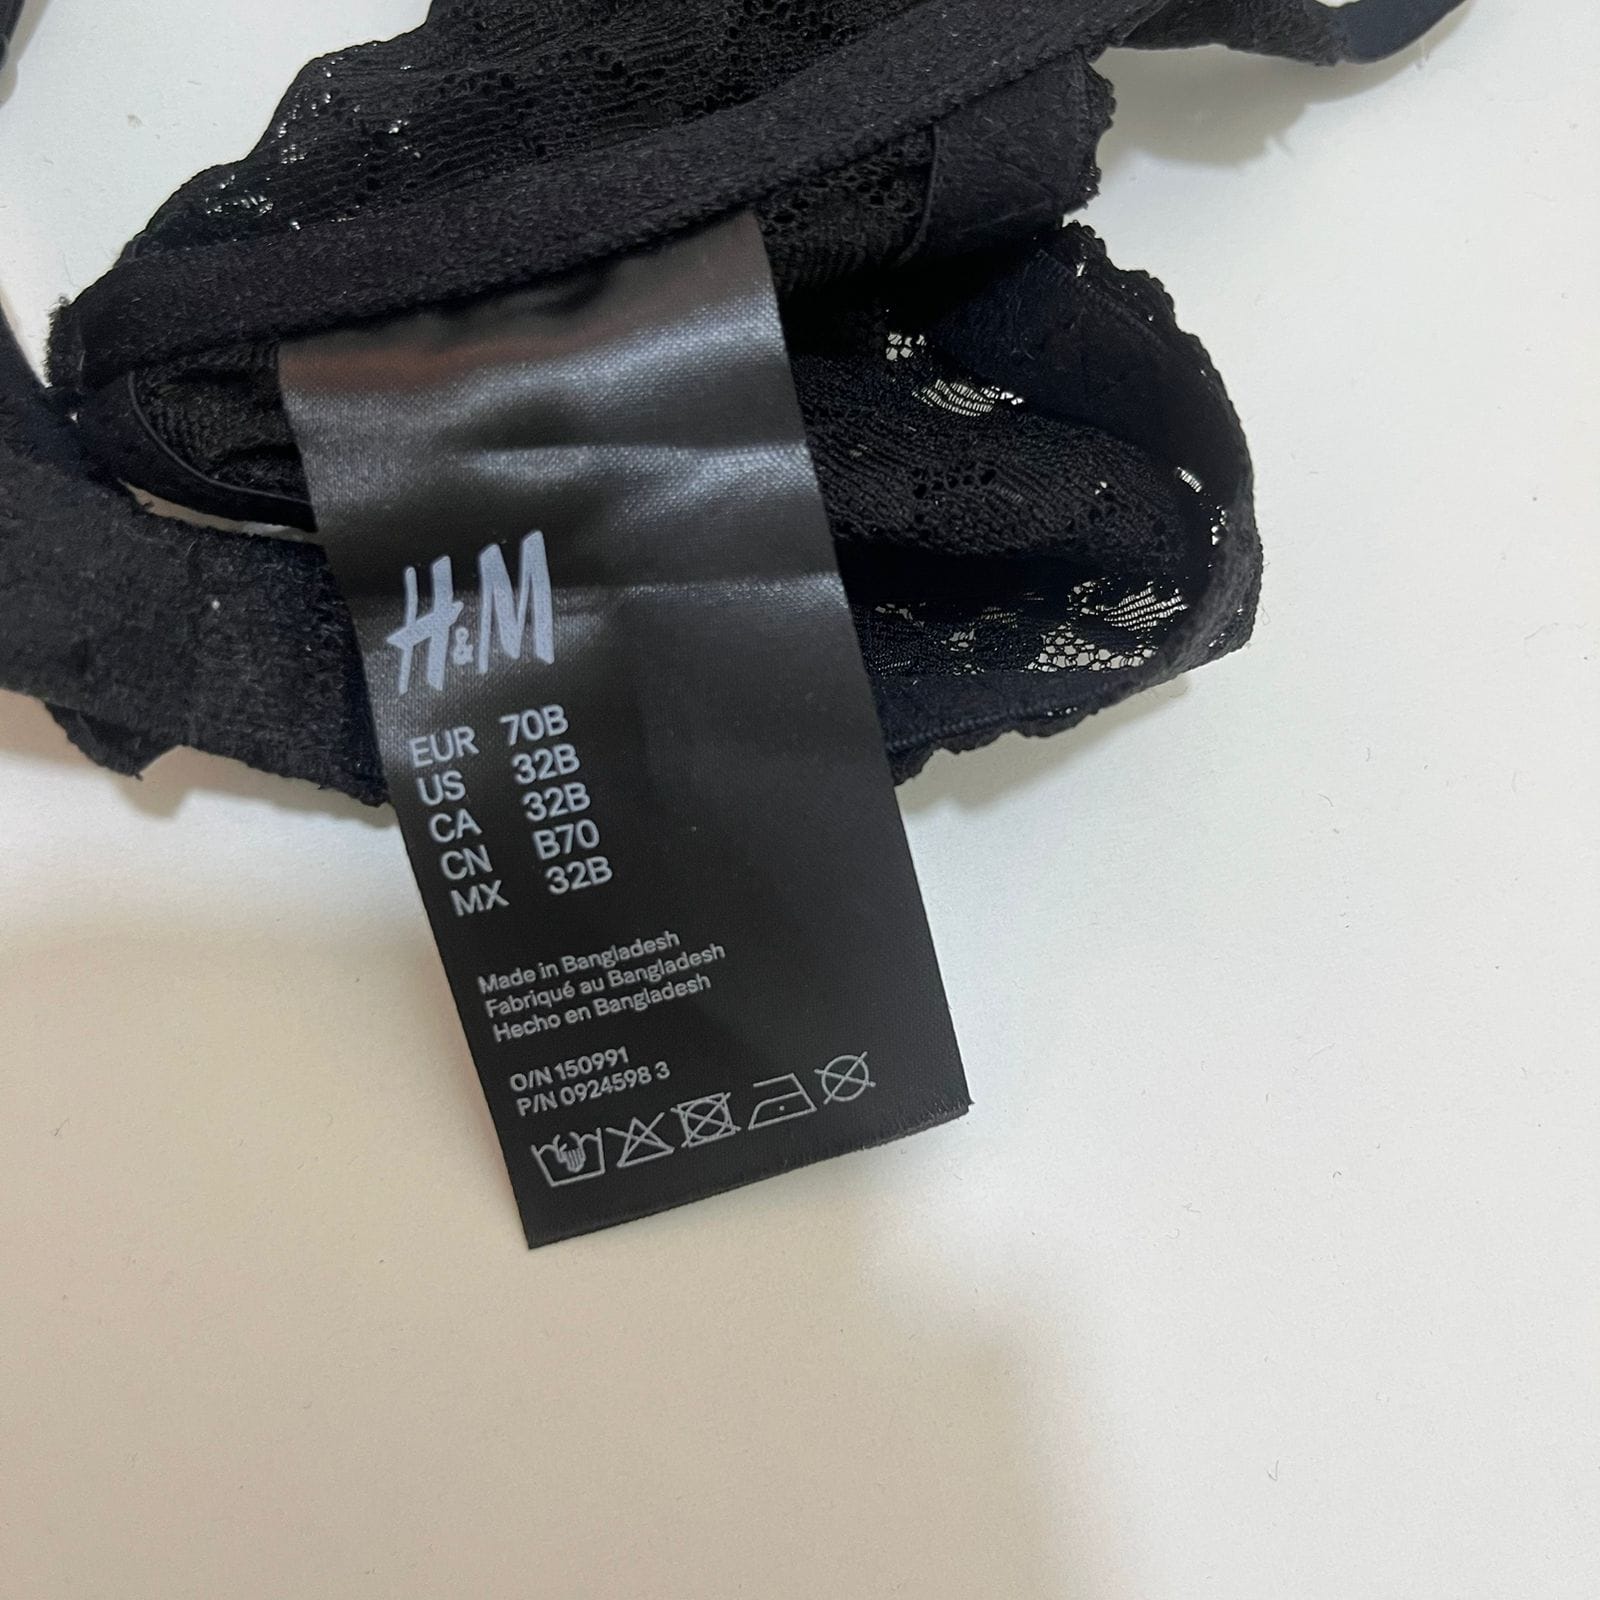 H&M
EUR 70B
US 32B
CA 32B
CN B70
MX 32B
Made in Bangladesh
Fabriqué au Bangladesh
Hecho en Bangladesh
O/N 150991
P/N 0924598 3